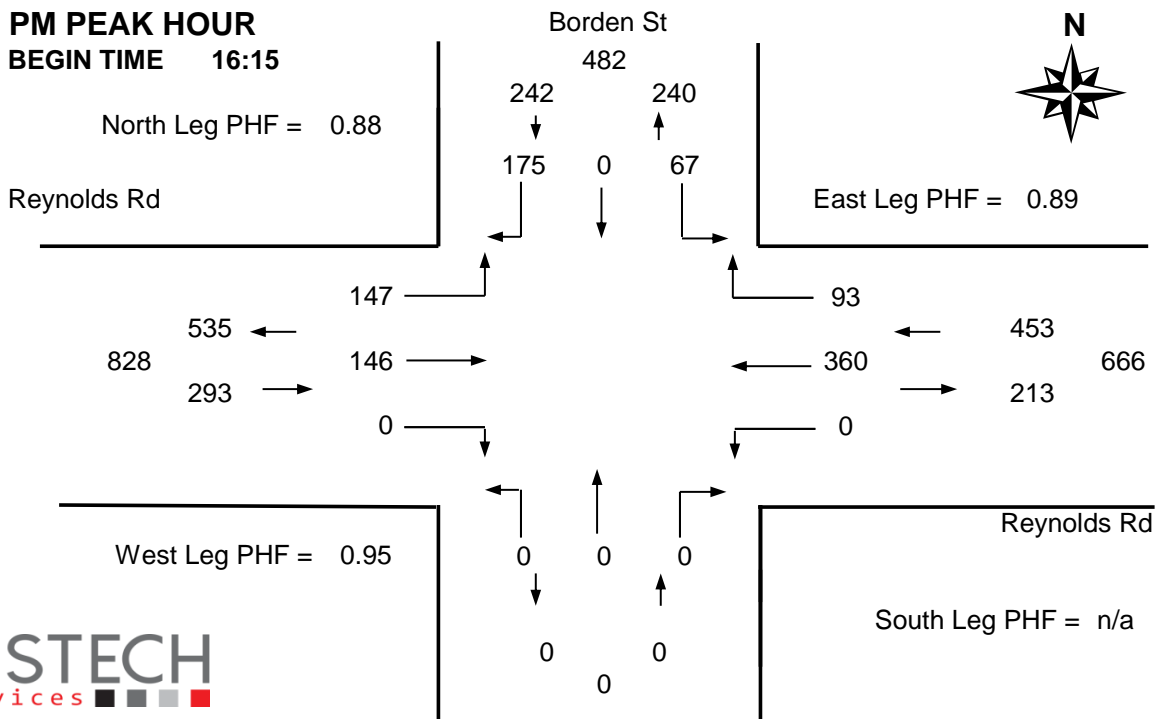 PM PEAK HOUR
Borden St
N
BEGIN TIME 16:15
482
242 240
North Leg PHF = 0.88
175 0 67
Reynolds Rd
East Leg PHF = 0.89
147 93
535 453
828 146 360 666
293 213
0 0
Reynolds Rd
West Leg PHF = 0.95
0 0 0
South Leg PHF = n/a
0 0
0
STECH
vices